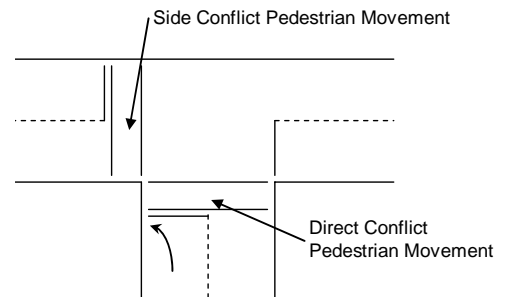 Side Conflict Pedestrian Movement
Direct Conflict
Pedestrian Movement